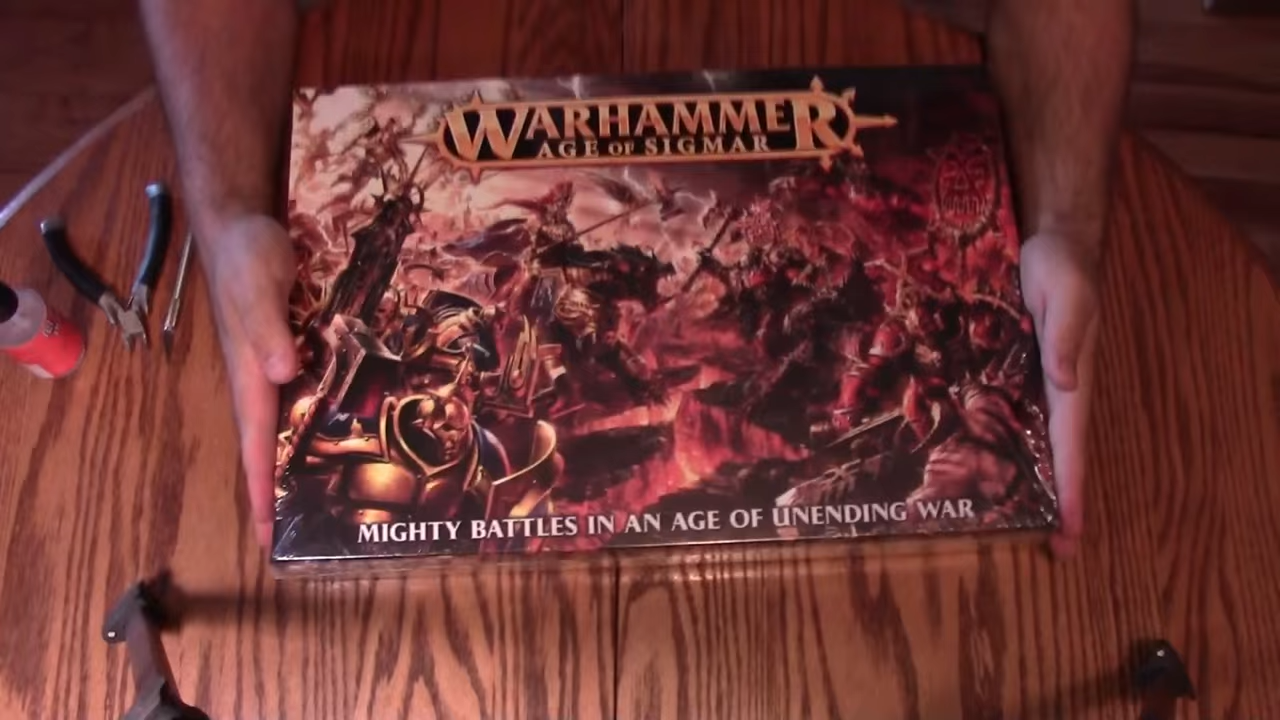 WARHAMMER
AGE OF SIGMAR
MIGHTY BATTLES IN AN AGE OF UNENDING WAR